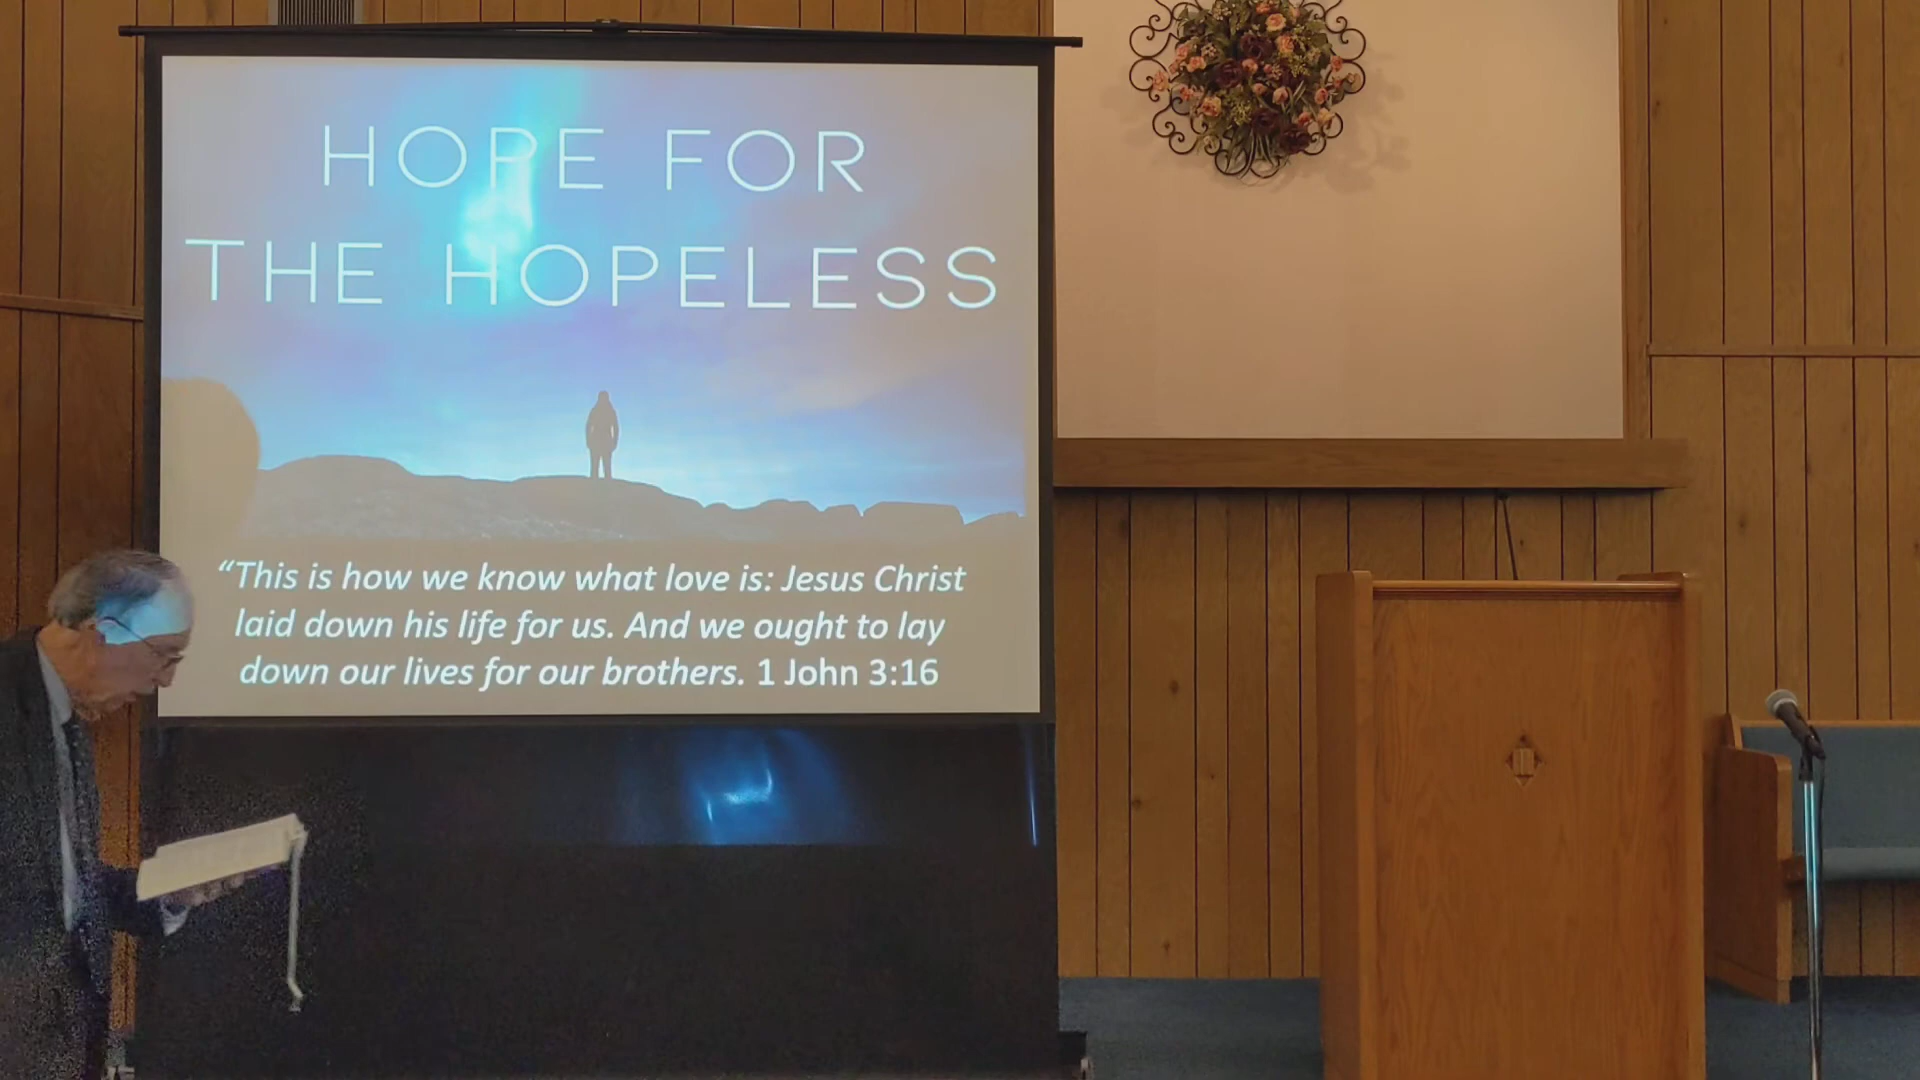 HOPE FOR
THE HOPELESS
“This is how we know what love is: Jesus Christ
laid down his life for us. And we ought to lay
down our lives for our brothers. 1 John 3:16